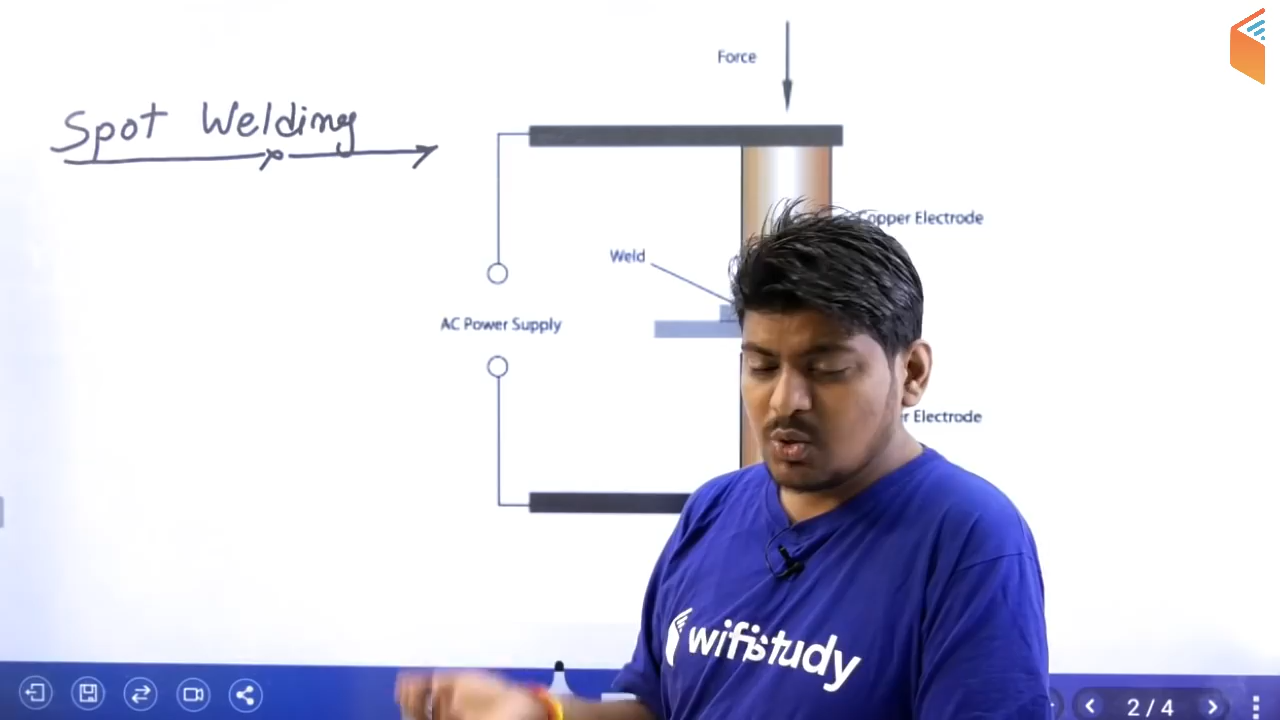 Force
Spot Welding
Copper Electrode
Weld
AC Power Supply
Electrode
wifistudy
2 / 4